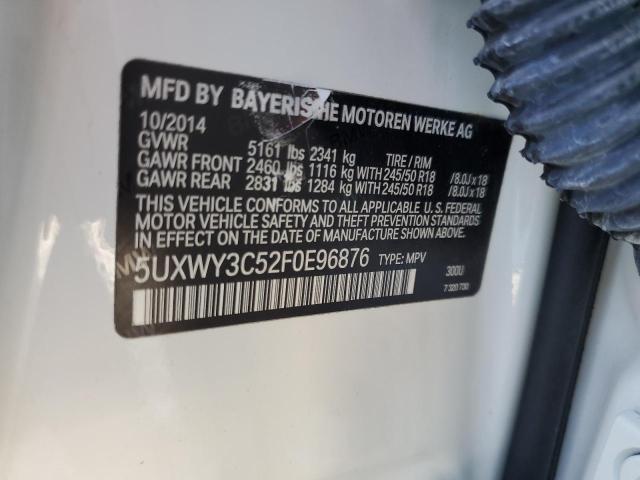 MFD BY BAYERISCHE MOTOREN WERKE AG
10/2014
GVWR 5161 lbs 2341 kg TIRE / RIM
GAWR FRONT 2460 lbs 1116 kg WITH 245/50 R18 /8.0J x 18
GAWR REAR 2831 lbs 1284 kg WITH 245/50 R18 /8.0J x 18
THIS VEHICLE CONFORMS TO ALL APPLICABLE U.S. FEDERAL
MOTOR VEHICLE SAFETY AND THEFT PREVENTION STANDARDS
IN EFFECT ON THE DATE OF MANUFACTURE SHOWN ABOVE.
5UXWY3C52F0E96876 TYPE: MPV 300U
7 320 730